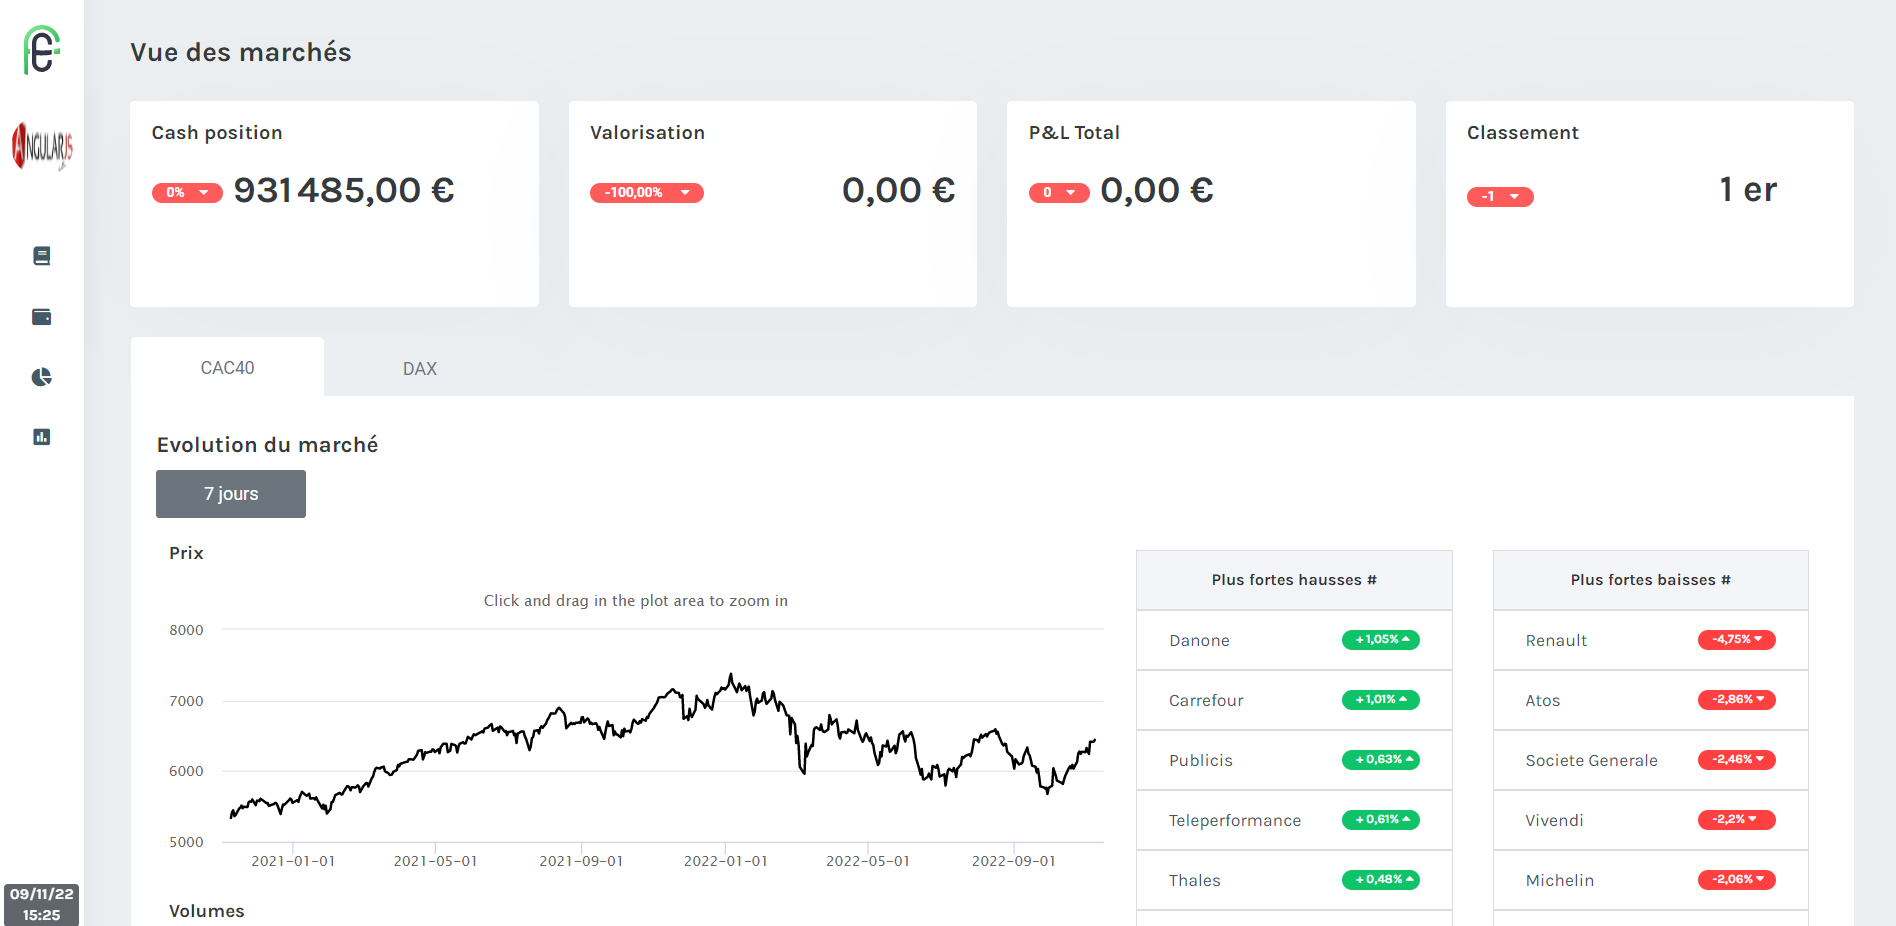 Vue des marchés
ANGULARJS
Cash position
0%
931 485,00 €
Valorisation
-100,00%
0,00 €
P&L Total
0
0,00 €
Classement
-1
1 er
CAC40
DAX
Evolution du marché
7 jours
Prix
Click and drag in the plot area to zoom in
8000
7000
6000
5000
2021-01-01
2021-05-01
2021-09-01
2022-01-01
2022-05-01
2022-09-01
Volumes
Plus fortes hausses #
Danone +1,05%
Carrefour +1,01%
Publicis +0,63%
Teleperformance +0,61%
Thales +0,48%
Plus fortes baisses #
Renault -4,75%
Atos -2,86%
Societe Generale -2,46%
Vivendi -2,2%
Michelin -2,06%
09/11/22
15:25